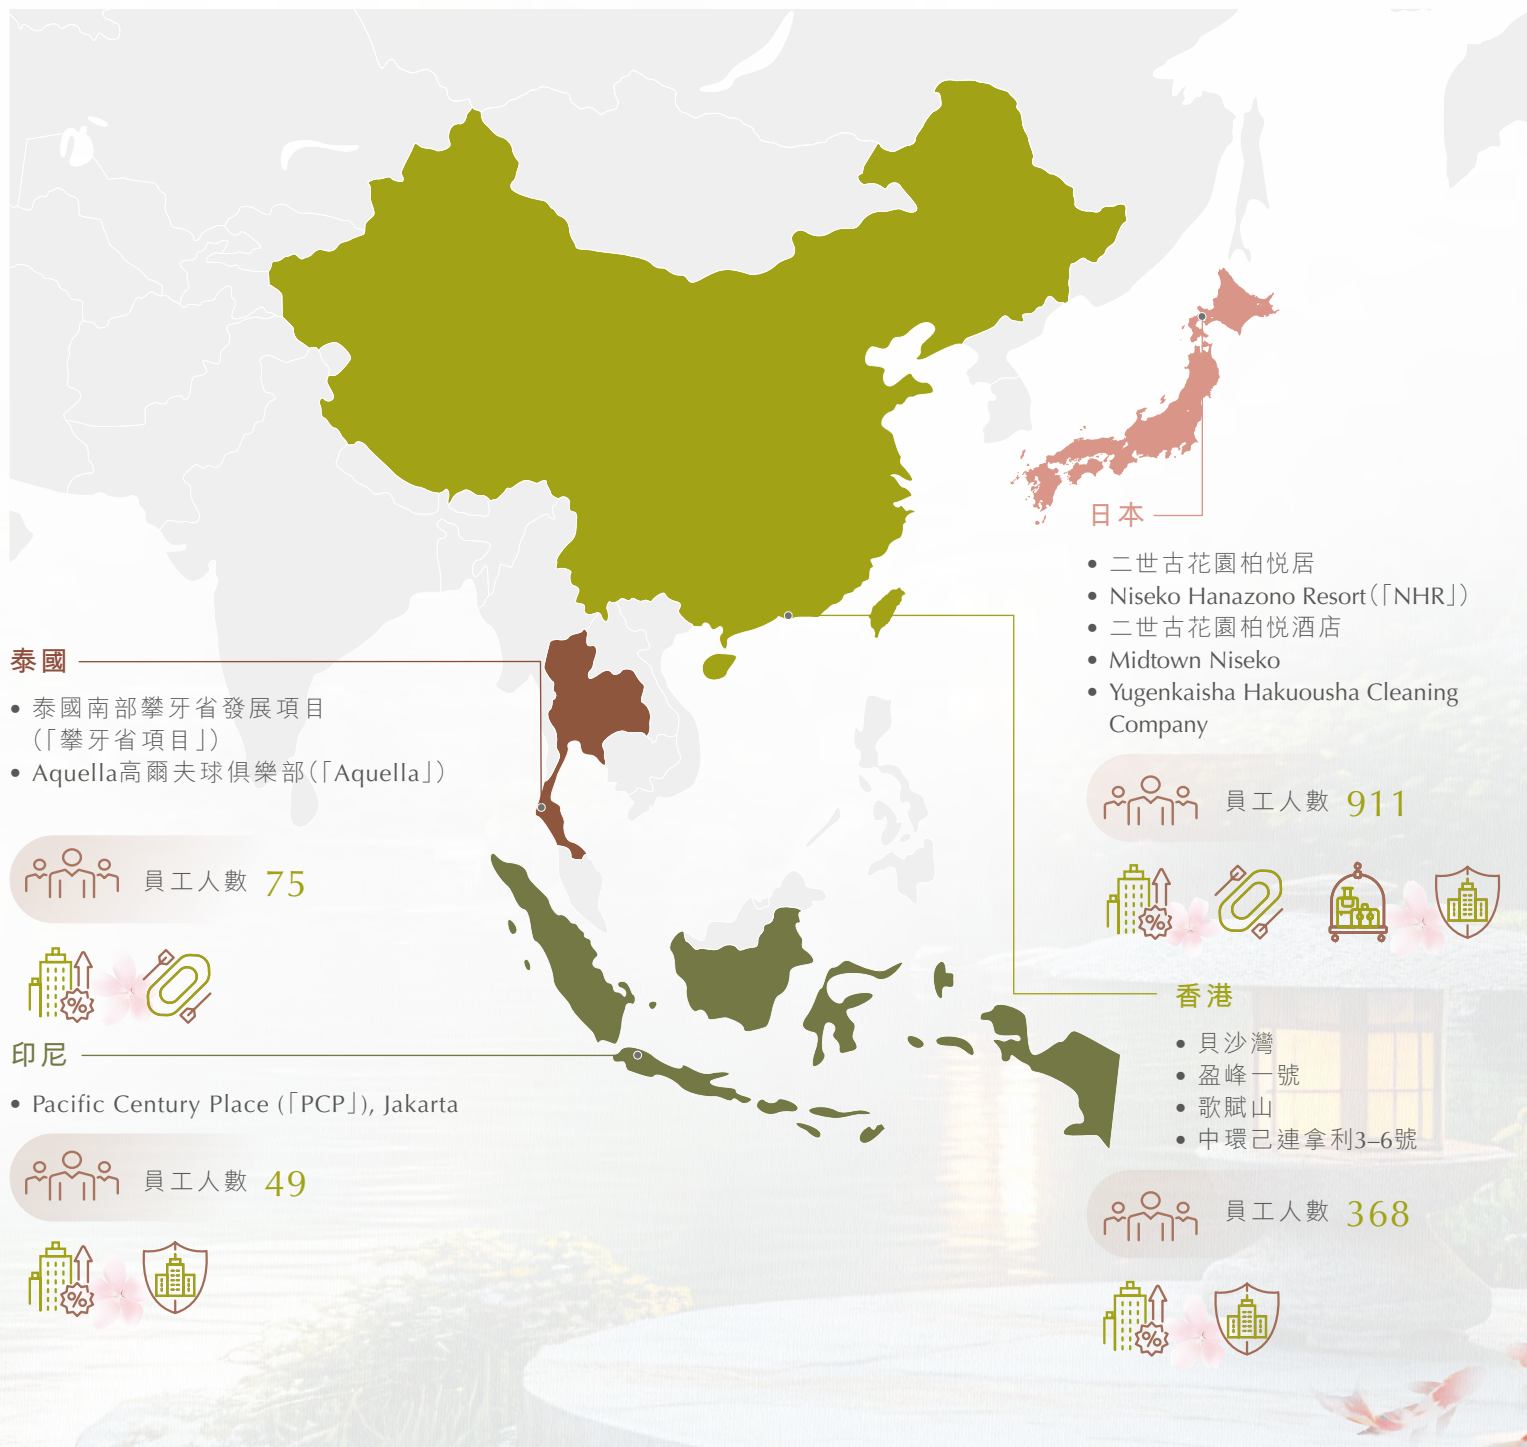 日本
• 二世古花園柏悦居
• Niseko Hanazono Resort（「NHR」）
• 二世古花園柏悦酒店
• Midtown Niseko
• Yugenkaisha Hakuousha Cleaning
Company
員工人數 911
泰國
• 泰國南部攀牙省發展項目
（「攀牙省項目」）
• Aquella高爾夫球俱樂部（「Aquella」）
員工人數 75
印尼
• Pacific Century Place (「PCP」), Jakarta
員工人數 49
香港
• 貝沙灣
• 盈峰一號
• 歌賦山
• 中環己連拿利3–6號
員工人數 368